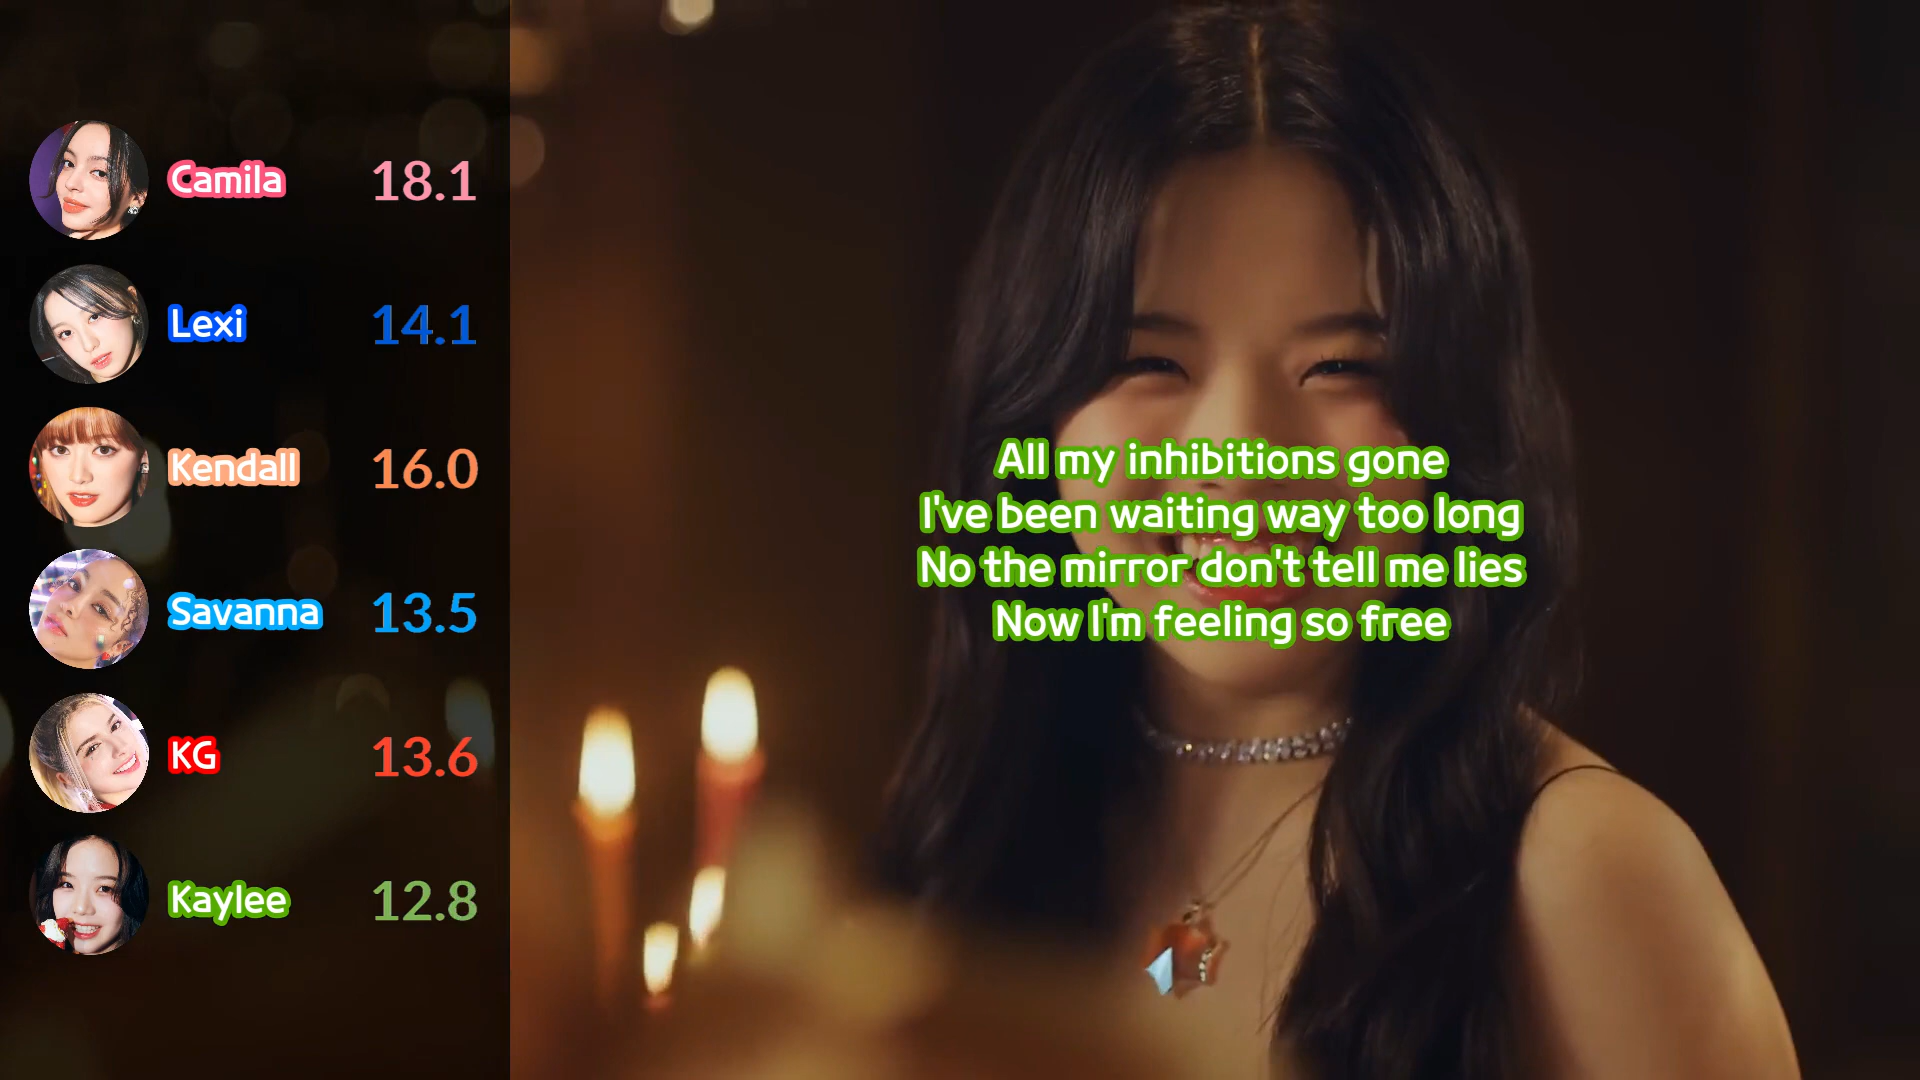 Camila 18.1
Lexi 14.1
Kendall 16.0
Savanna 13.5
KG 13.6
Kaylee 12.8
All my inhibitions gone
I've been waiting way too long
No the mirror don't tell me lies
Now I'm feeling so free